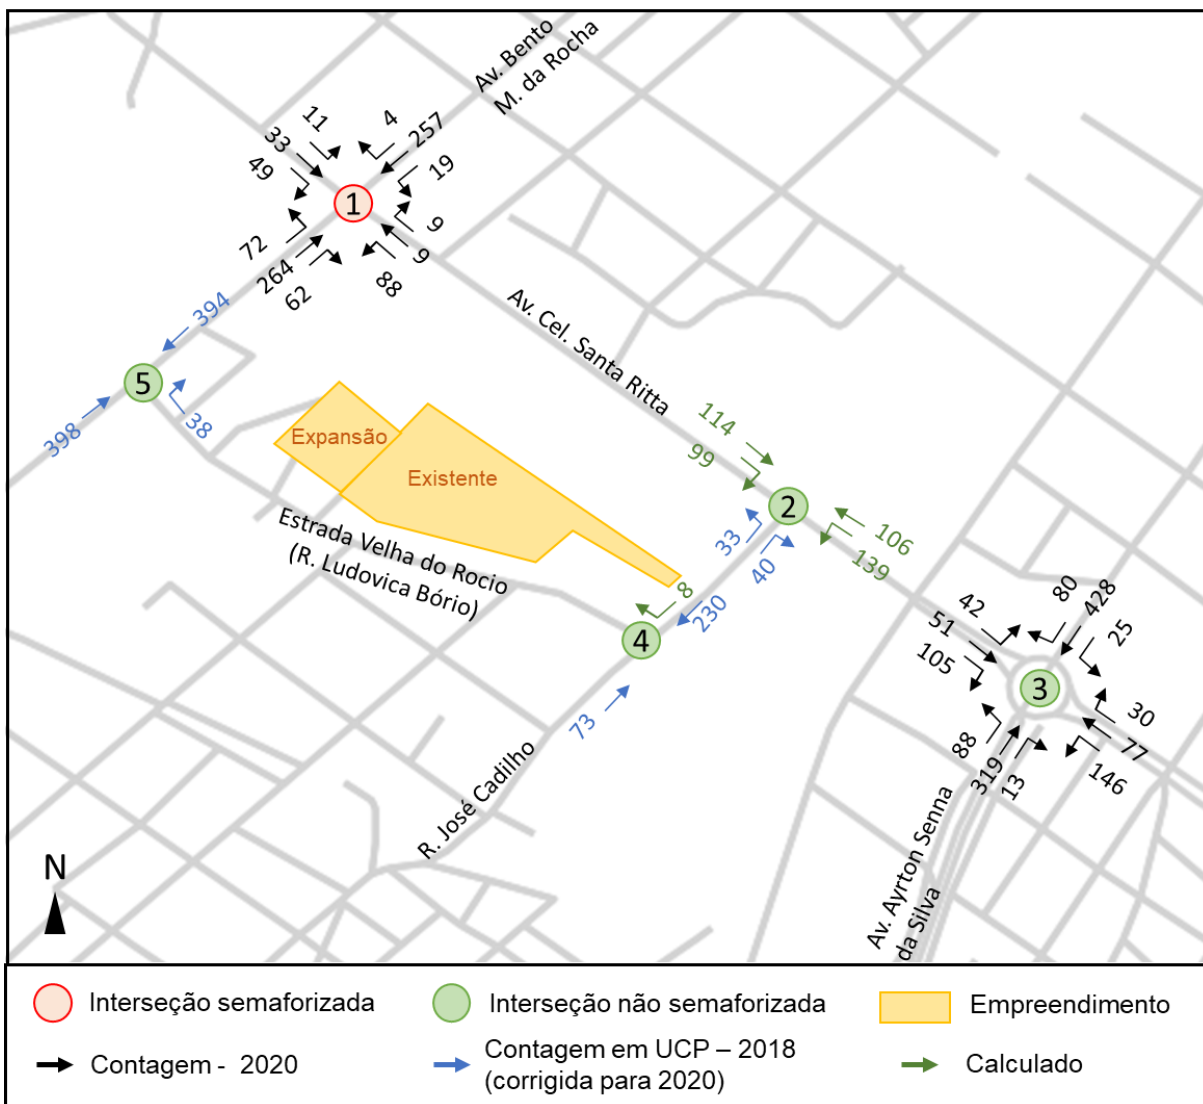 Av. Bento
M. da Rocha
11
4
257
33
49
19
1
9
72
9
264
62
88
394
Av. Cel. Santa Ritta
5
398
38
114
99
Expansão
Existente
2
106
33
139
40
Estrada Velha do Rocio
(R. Ludovica Bório)
8
230
4
42
80
428
51
25
105
3
30
73
88
77
319
13
146
R. José Cadilho
Av. Ayrton Senna
da Silva
N
Interseção semaforizada
Interseção não semaforizada
Empreendimento
Contagem - 2020
Contagem em UCP – 2018
(corrigida para 2020)
Calculado